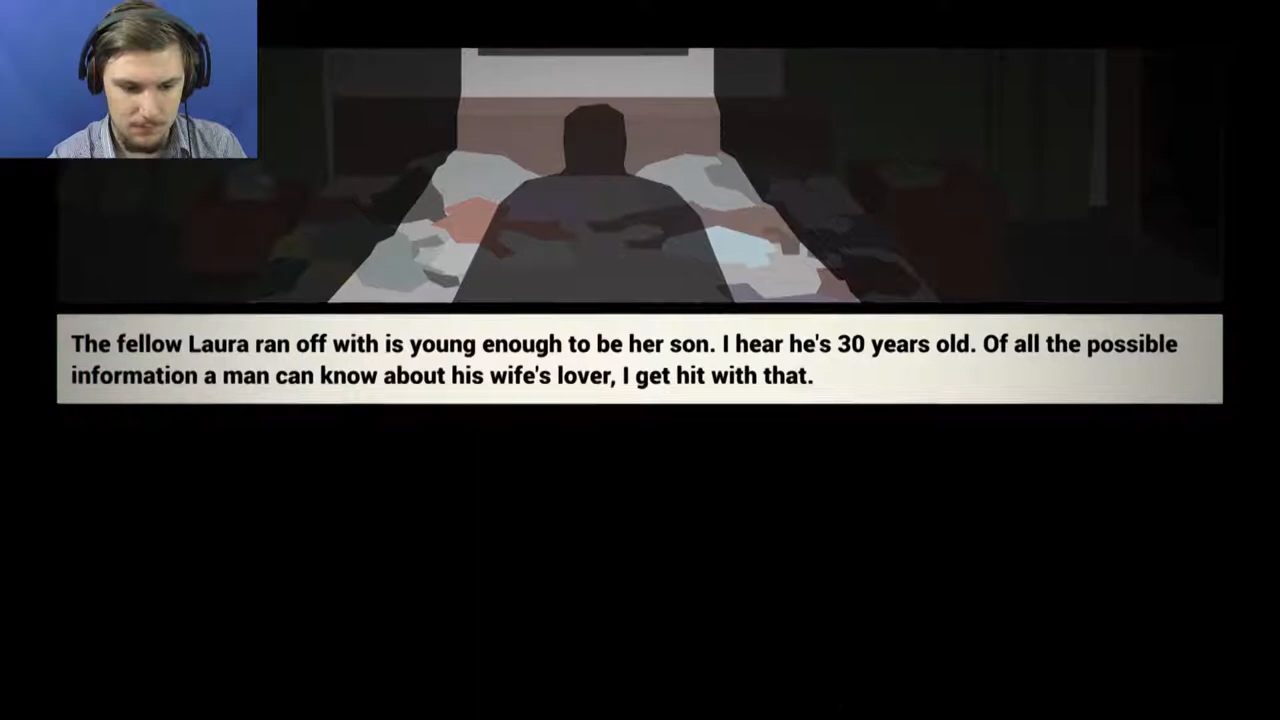 The fellow Laura ran off with is young enough to be her son. I hear he's 30 years old. Of all the possible
information a man can know about his wife's lover, I get hit with that.